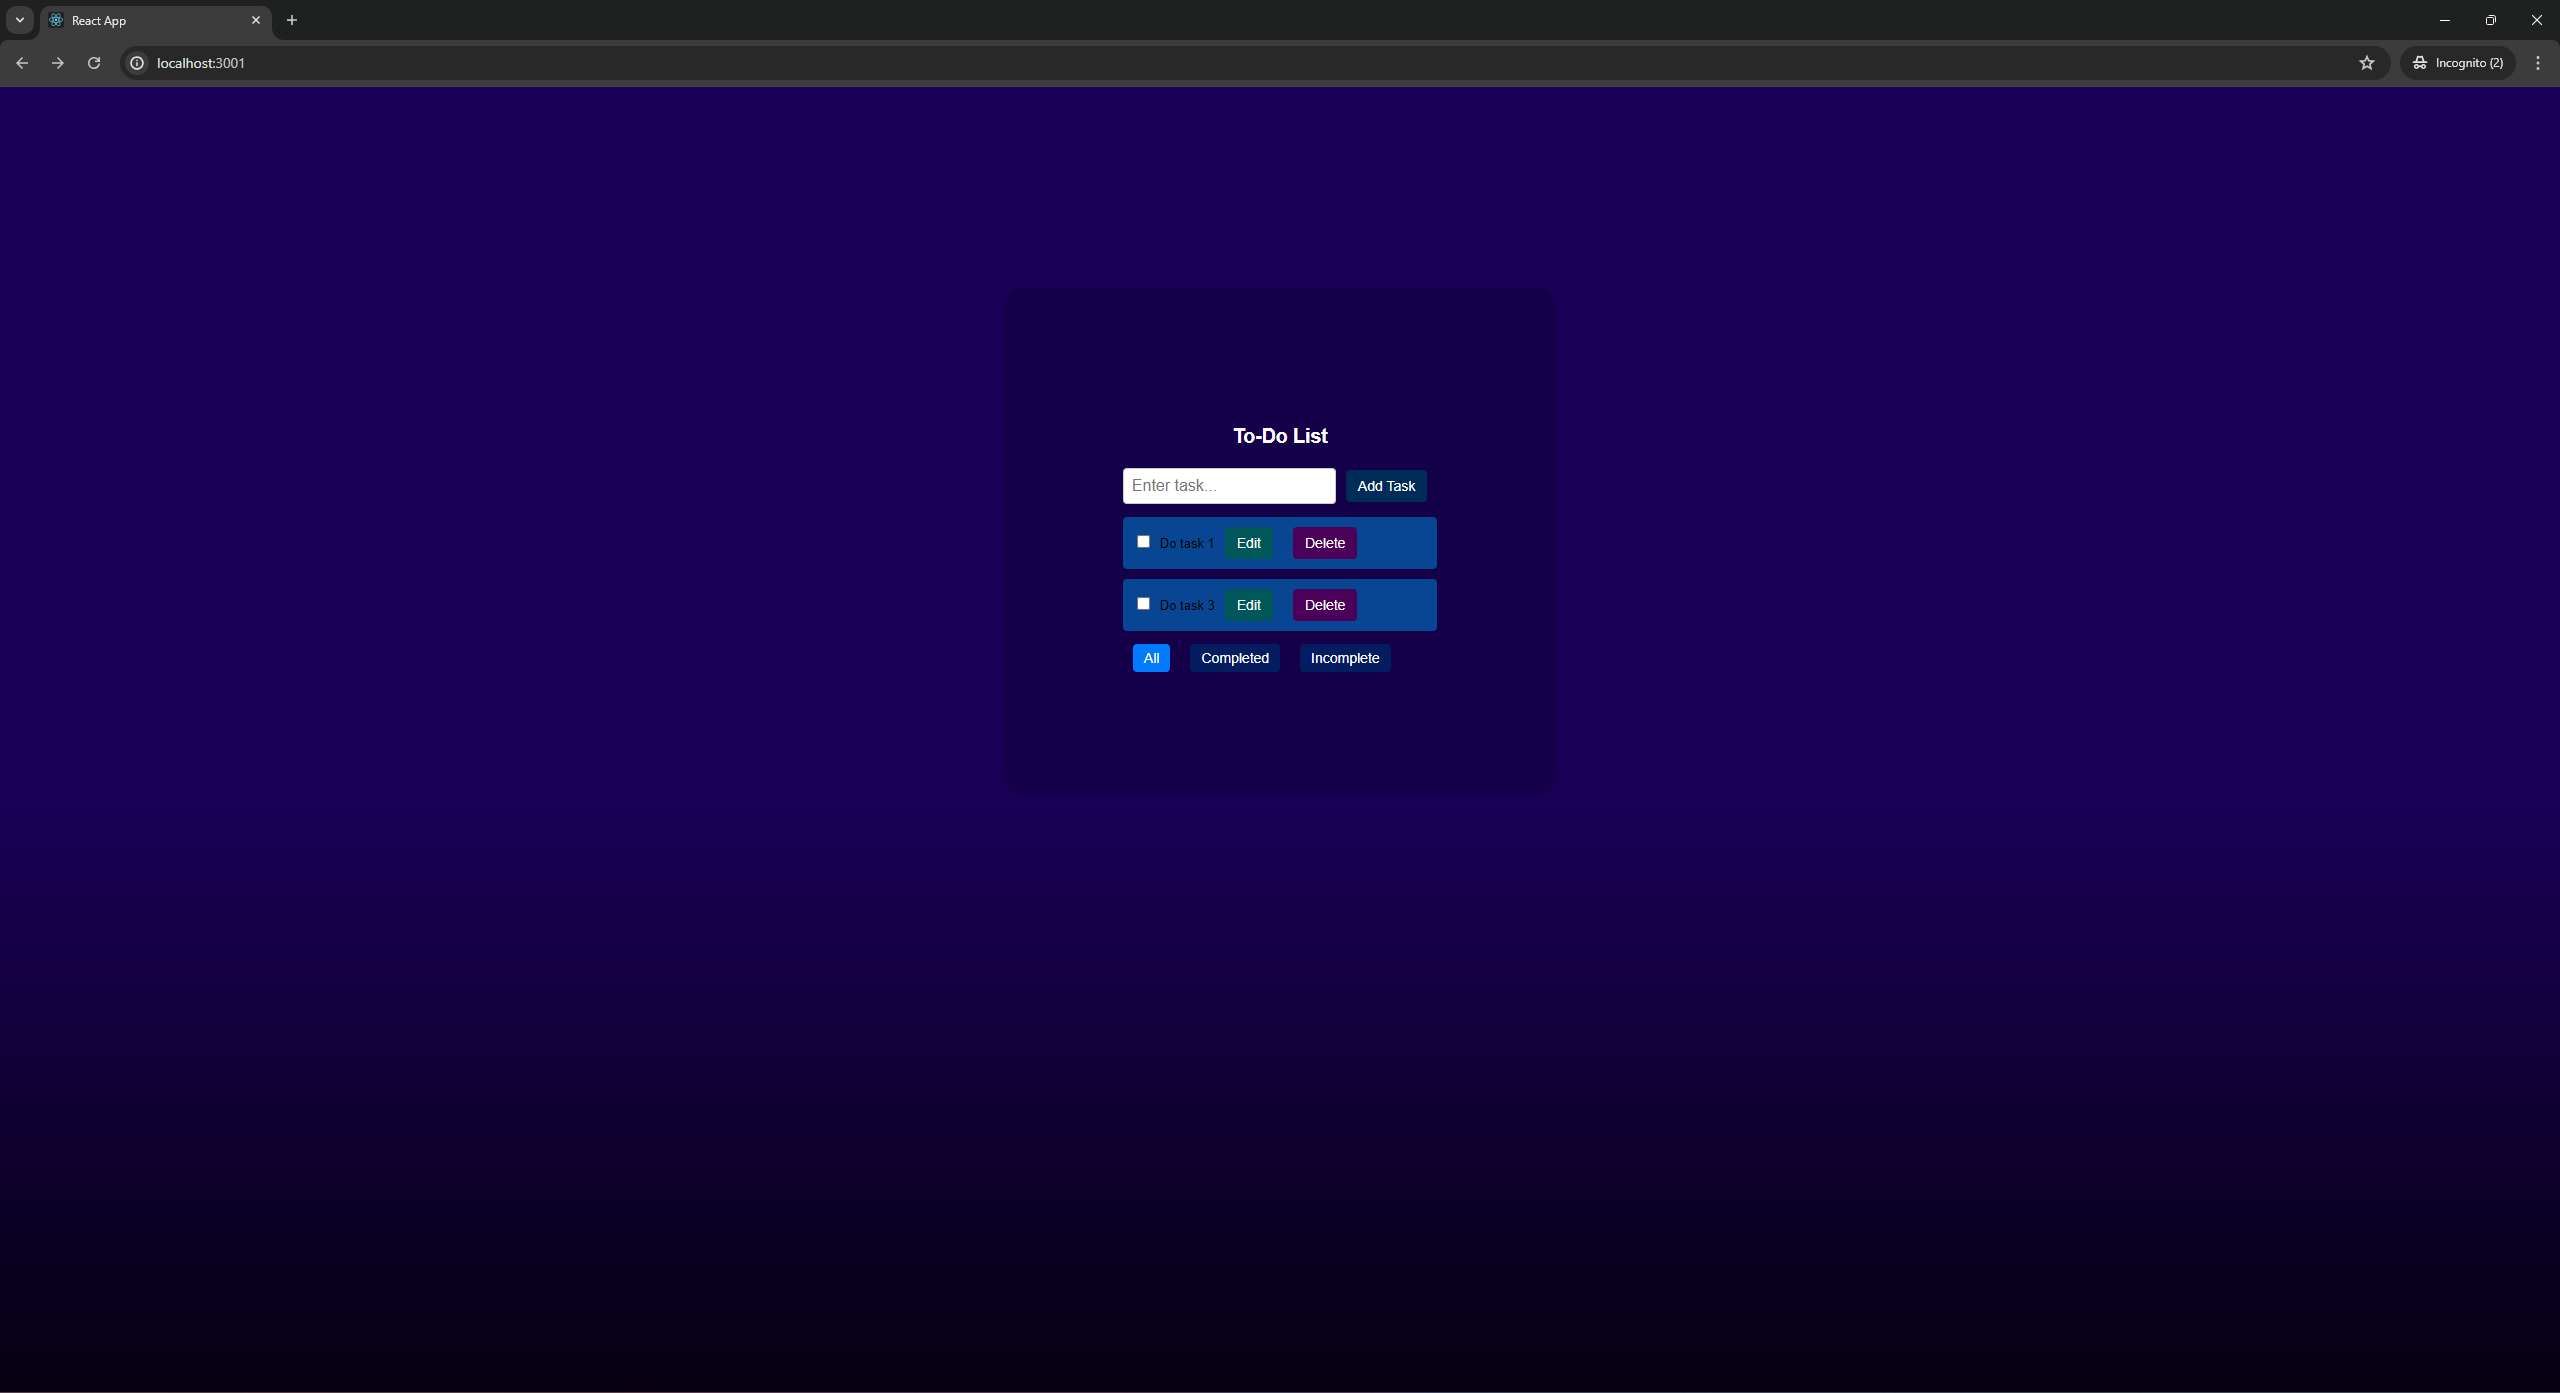 React App
localhost:3001
Incognito (2)
To-Do List
Enter task...
Add Task
Do task 1
Edit
Delete
Do task 3
Edit
Delete
All
Completed
Incomplete